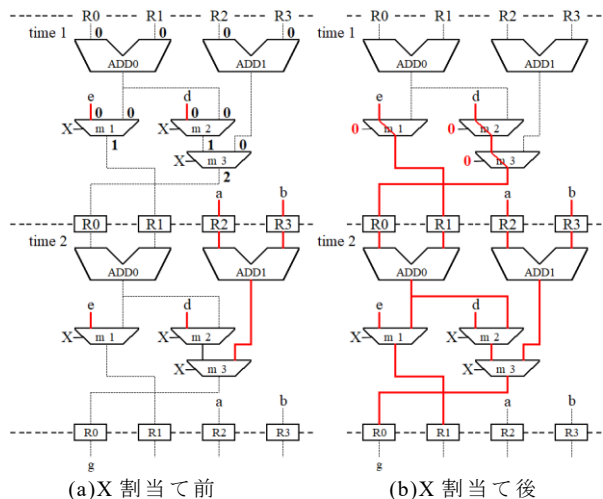 R0 R1 R2 R3 R0 R1 R2 R3
time 1 0 0 0 0 time 1
ADD0 ADD1 ADD0 ADD1
e d e d
0 0 0 0
X m 1 X m 2 0 m 1 0 m 2
1 1 0
X m 3 0 m 3
2
a b a b
R0 R1 R2 R3 R0 R1 R2 R3
time 2 time 2
ADD0 ADD1 ADD0 ADD1
e d e d
X m 1 X m 2 X m 1 X m 2
X m 3 X m 3
a b a b
R0 R1 R2 R3 R0 R1 R2 R3
g g
(a)X 割当て前 (b)X 割当て後